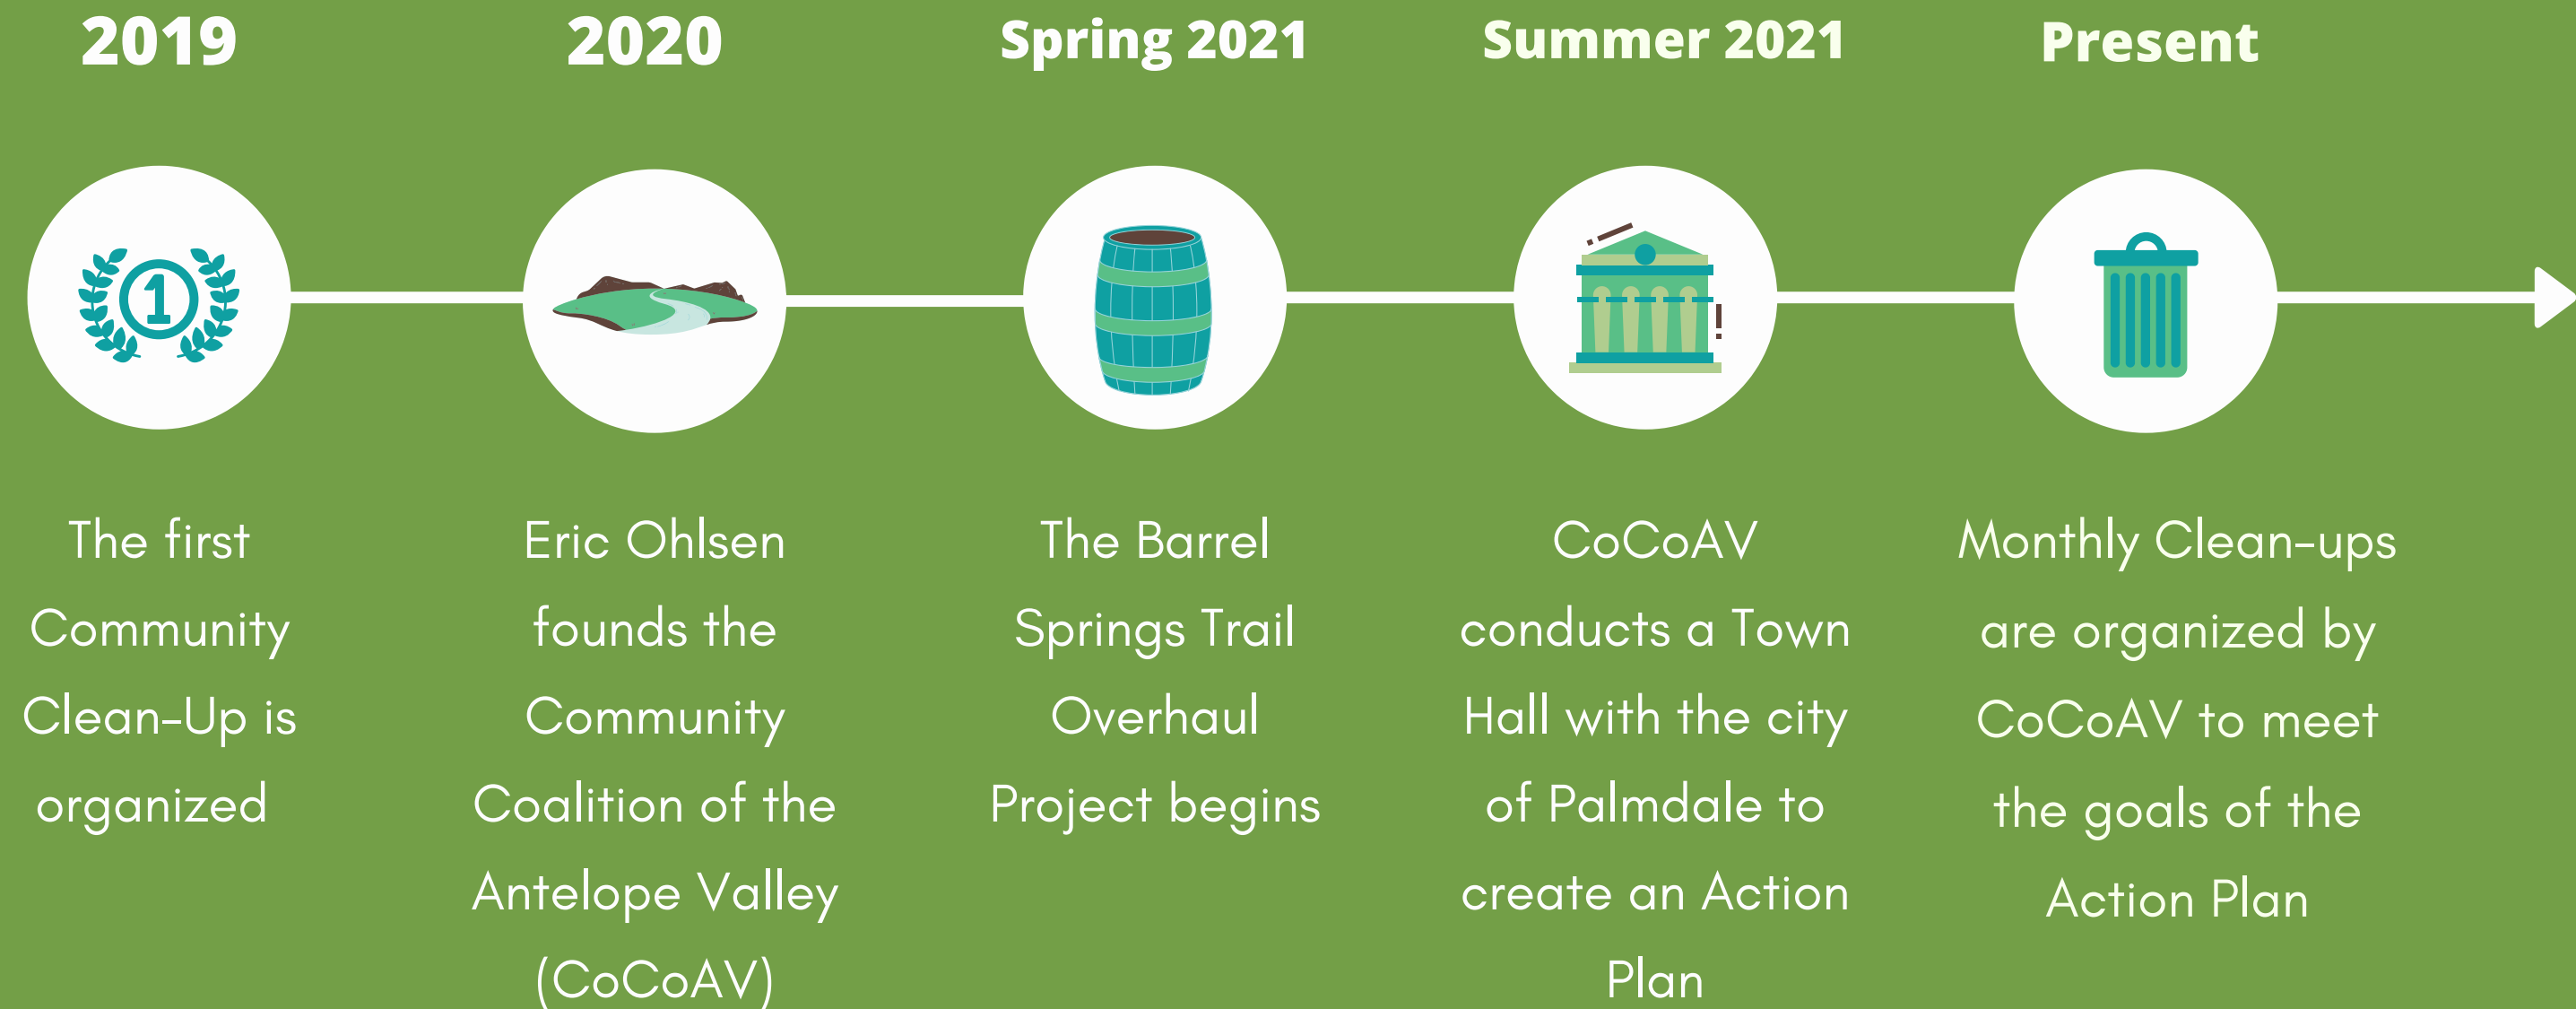 2019
The first
Community
Clean-Up is
organized
2020
Eric Ohlsen
founds the
Community
Coalition of the
Antelope Valley
(CoCoAV)
Spring 2021
The Barrel
Springs Trail
Overhaul
Project begins
Summer 2021
CoCoAV
conducts a Town
Hall with the city
of Palmdale to
create an Action
Plan
Present
Monthly Clean-ups
are organized by
CoCoAV to meet
the goals of the
Action Plan
1